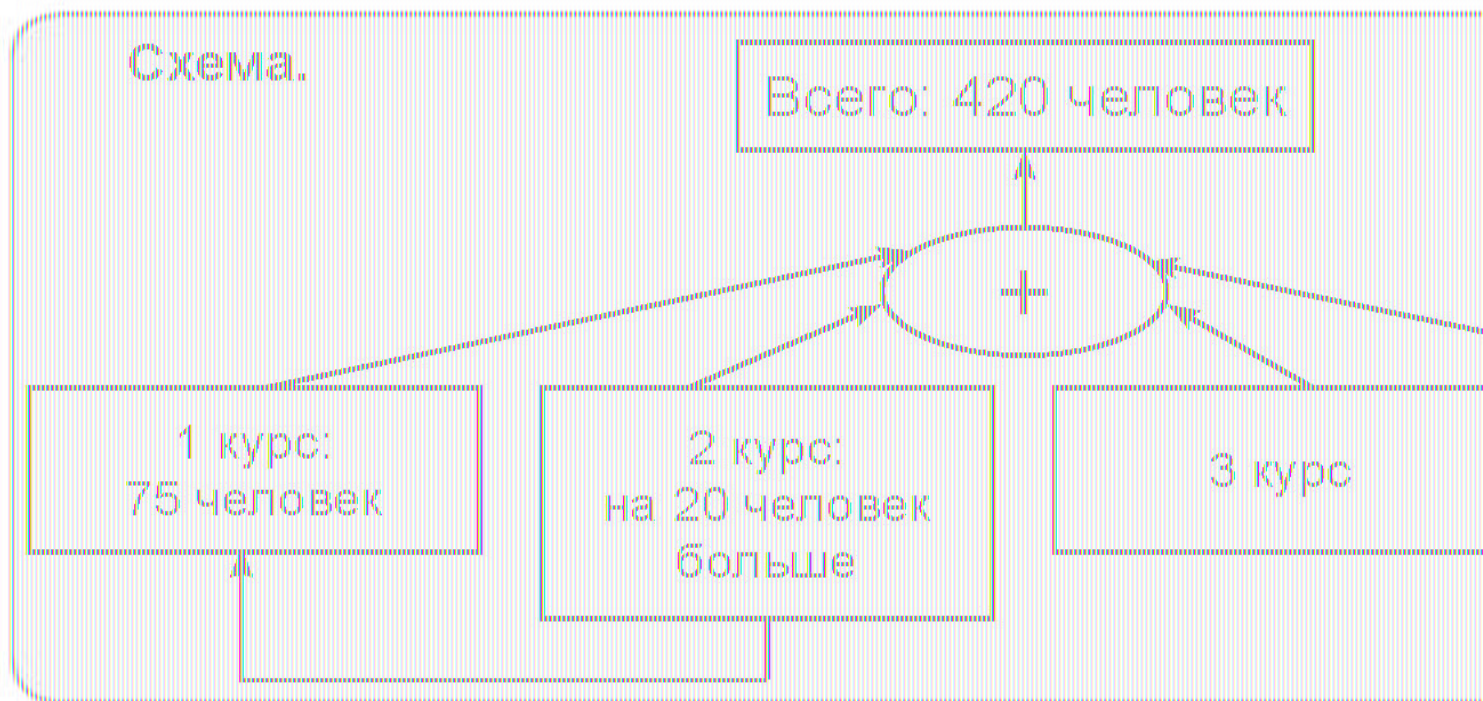 Схема.
Всего: 420 человек
+
1 курс:
75 человек
2 курс:
на 20 человек
больше
3 курс